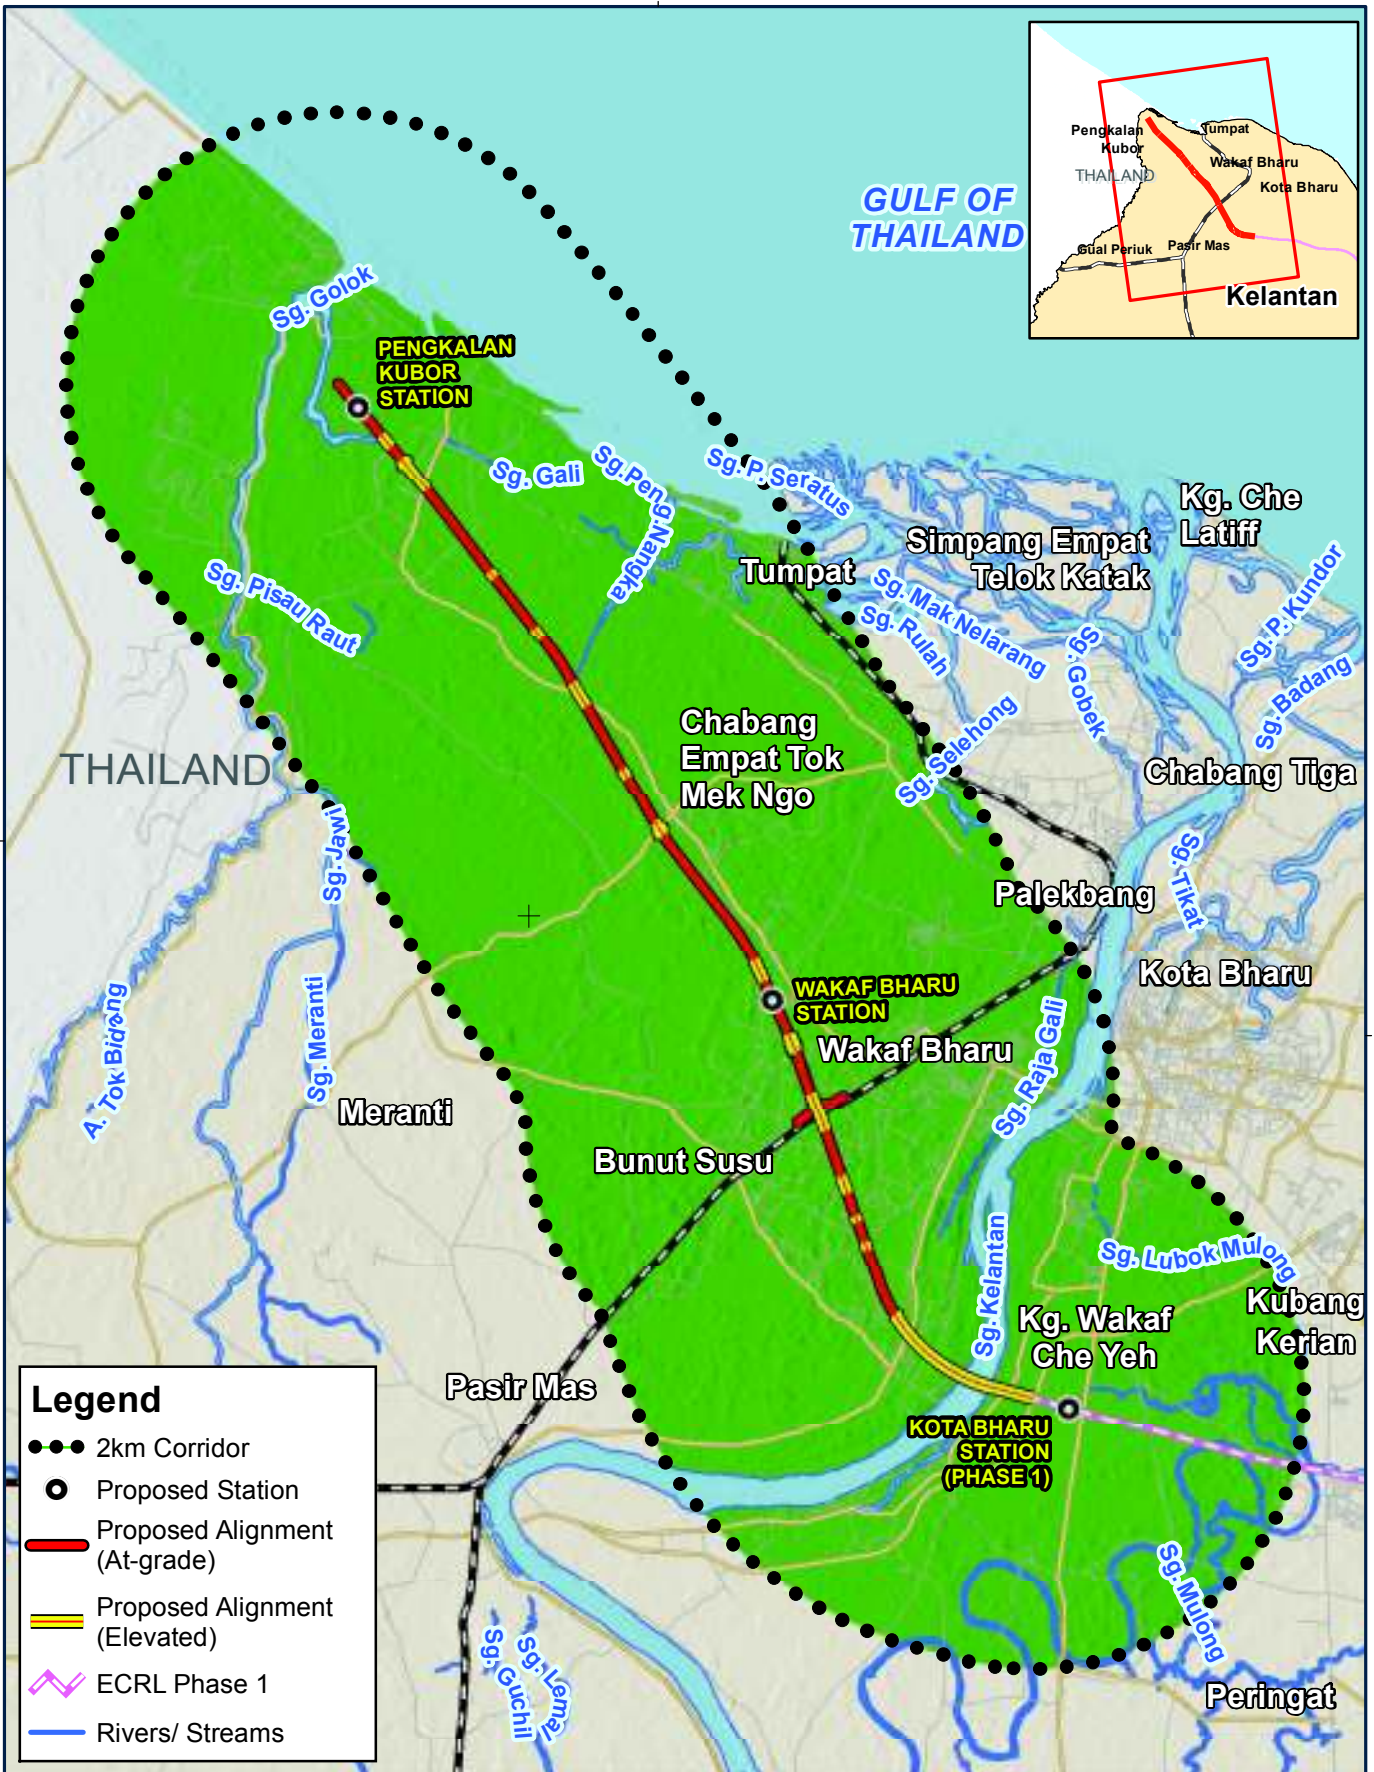 GULF OF
THAILAND
Pengkalan
Kubor
Tumpat
THAILAND
Wakaf Bharu
Kota Bharu
Gual Periuk
Pasir Mas
Kelantan
Sg. Golok
PENGKALAN
KUBOR
STATION
Sg. Gali
Sg.Peng.Nangka
Sg. P. Seratus
Kg. Che
Latiff
Simpang Empat
Telok Katak
Tumpat
Sg. Pisau Raut
Sg. Mak Nelarang
Sg. Rulah
Sg. Gobek
Sg. P. Kundor
Sg. Badang
Chabang
Empat Tok
Mek Ngo
Sg. Selehong
THAILAND
Chabang Tiga
Sg. Jawi
Sg. Tikat
Palekbang
Kota Bharu
A. Tok Bidang
Sg. Meranti
WAKAF BHARU
STATION
Wakaf Bharu
Sg. Raja Gali
Meranti
Bunut Susu
Sg. Kelantan
Sg. Lubok Mulong
Kubang
Kerian
Kg. Wakaf
Che Yeh
Pasir Mas
KOTA BHARU
STATION
(PHASE 1)
Sg. Mulong
Sg. Guchil
Sg. Lemal
Peringat
Legend
2km Corridor
Proposed Station
Proposed Alignment
(At-grade)
Proposed Alignment
(Elevated)
ECRL Phase 1
Rivers/ Streams